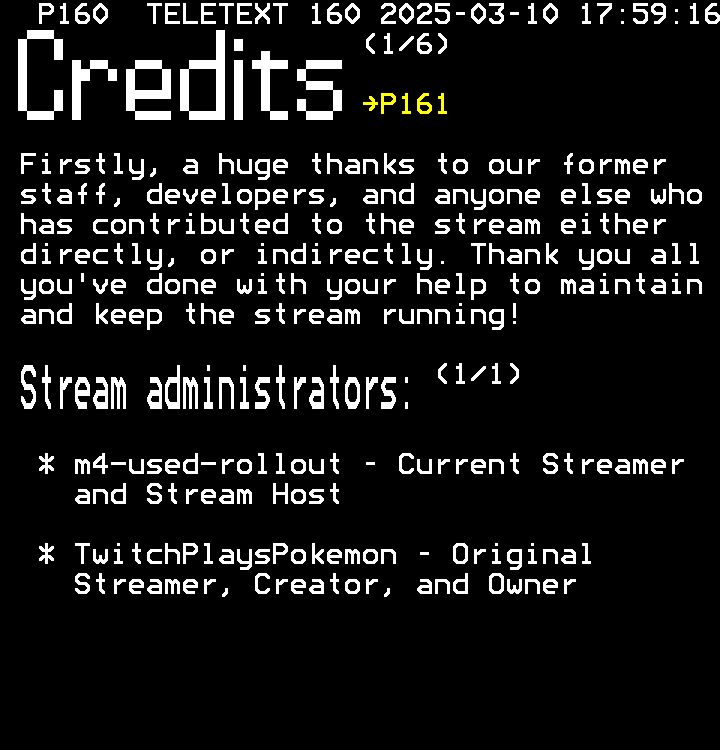 P160  TELETEXT 160 2025-03-10 17:59:16
Credits (1/6)
→P161
Firstly, a huge thanks to our former
staff, developers, and anyone else who
has contributed to the stream either
directly, or indirectly. Thank you all
you've done with your help to maintain
and keep the stream running!
Stream administrators: (1/1)
* m4-used-rollout - Current Streamer
and Stream Host
* TwitchPlaysPokemon - Original
Streamer, Creator, and Owner